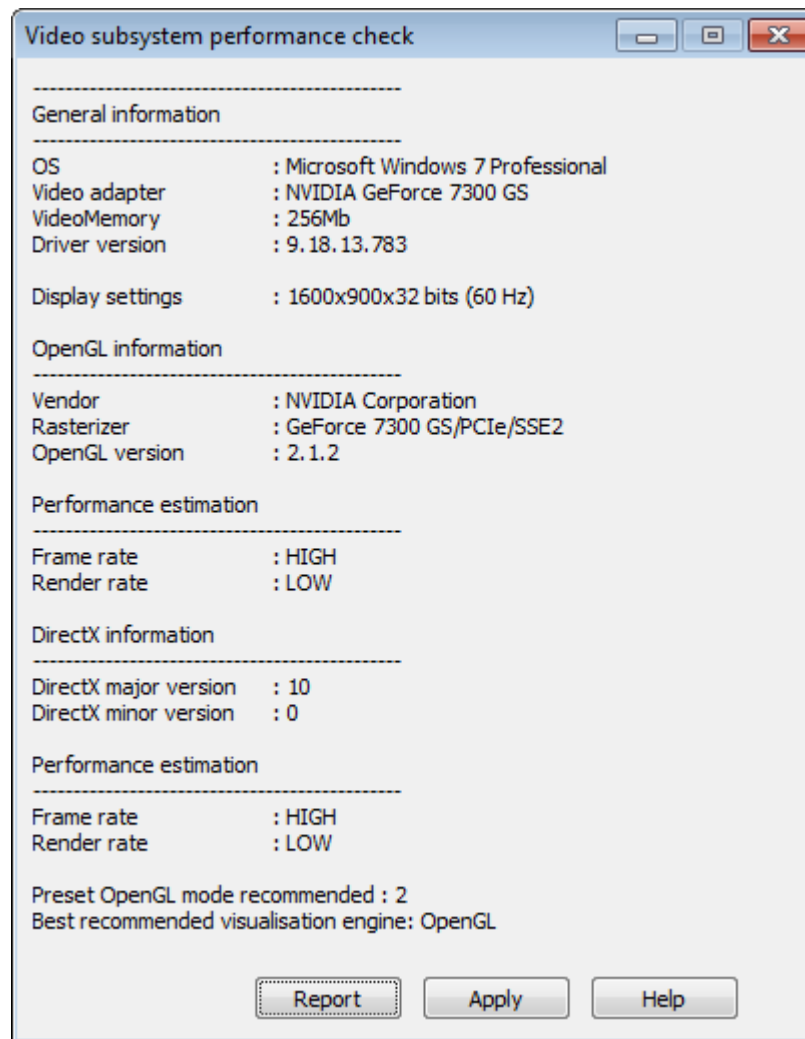 Video subsystem performance check
----------------------------------------------
General information
----------------------------------------------
OS : Microsoft Windows 7 Professional
Video adapter : NVIDIA GeForce 7300 GS
VideoMemory : 256Mb
Driver version : 9.18.13.783
Display settings : 1600x900x32 bits (60 Hz)
OpenGL information
----------------------------------------------
Vendor : NVIDIA Corporation
Rasterizer : GeForce 7300 GS/PCIe/SSE2
OpenGL version : 2.1.2
Performance estimation
----------------------------------------------
Frame rate : HIGH
Render rate : LOW
DirectX information
----------------------------------------------
DirectX major version : 10
DirectX minor version : 0
Performance estimation
----------------------------------------------
Frame rate : HIGH
Render rate : LOW
Preset OpenGL mode recommended : 2
Best recommended visualisation engine: OpenGL
Report Apply Help